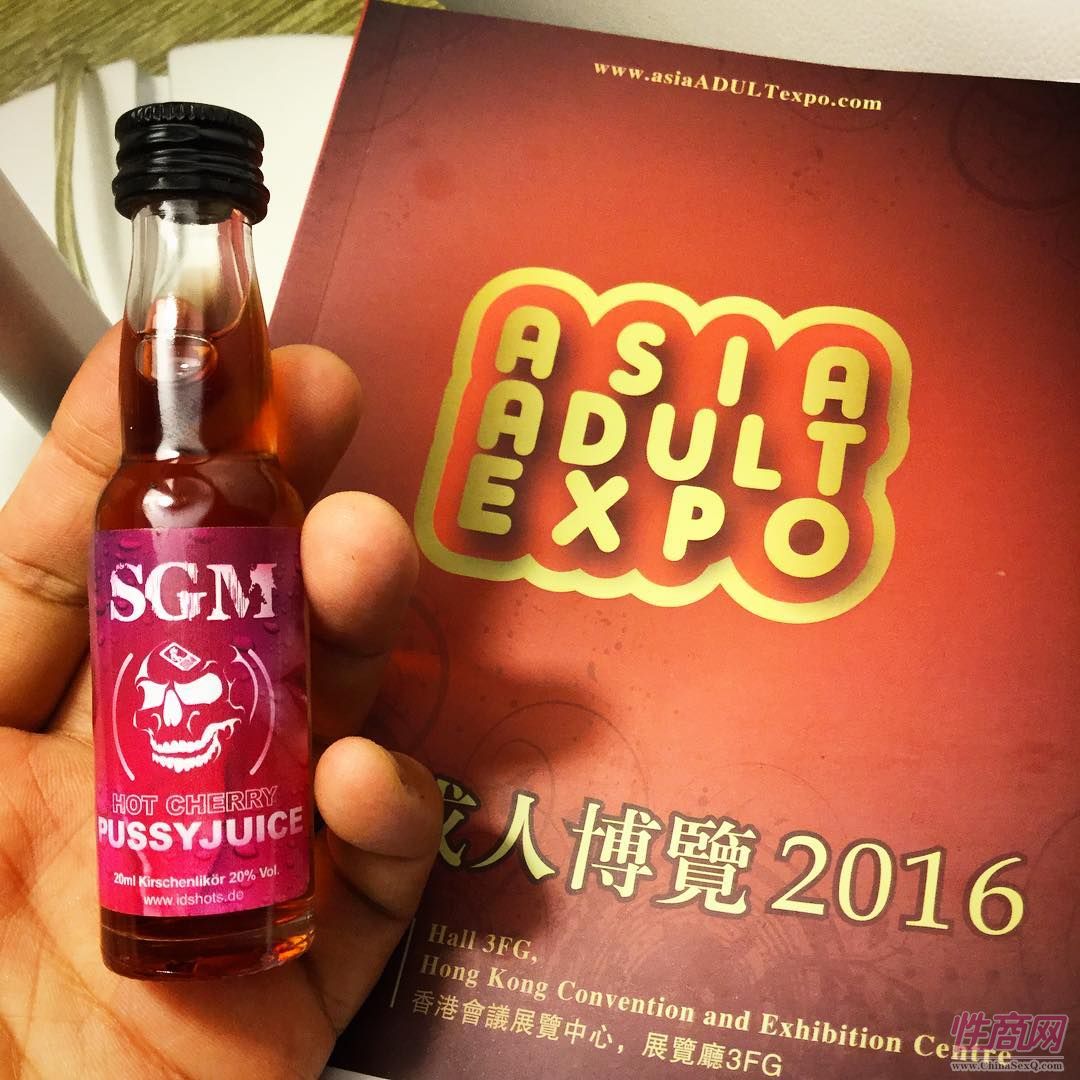 www.asiaADULTexpo.com
ASIA
ADULT
EXPO
SGM
HOT CHERRY
PUSSYJUICE
20ml Kirschenlikör 20% Vol.
www.idshots.de
成人博覽 2016
Hall 3FG,
Hong Kong Convention and Exhibition Centre
香港會議展覽中心，展覽廳3FG
性商网
www.ChinaSexQ.com